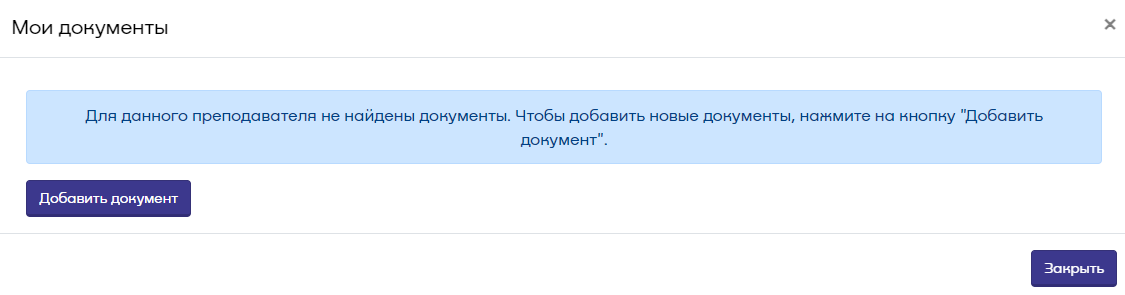 Мои документы
×
Для данного преподавателя не найдены документы. Чтобы добавить новые документы, нажмите на кнопку "Добавить
документ".
Добавить документ
Закрыть